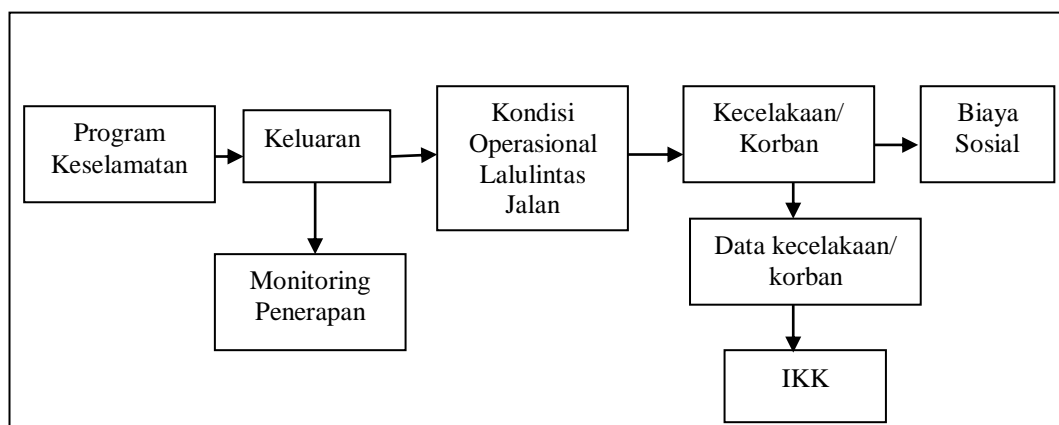 Program
Keselamatan
Keluaran
Kondisi
Operasional
Lalulintas
Jalan
Kecelakaan/
Korban
Biaya
Sosial
Monitoring
Penerapan
Data kecelakaan/
korban
IKK